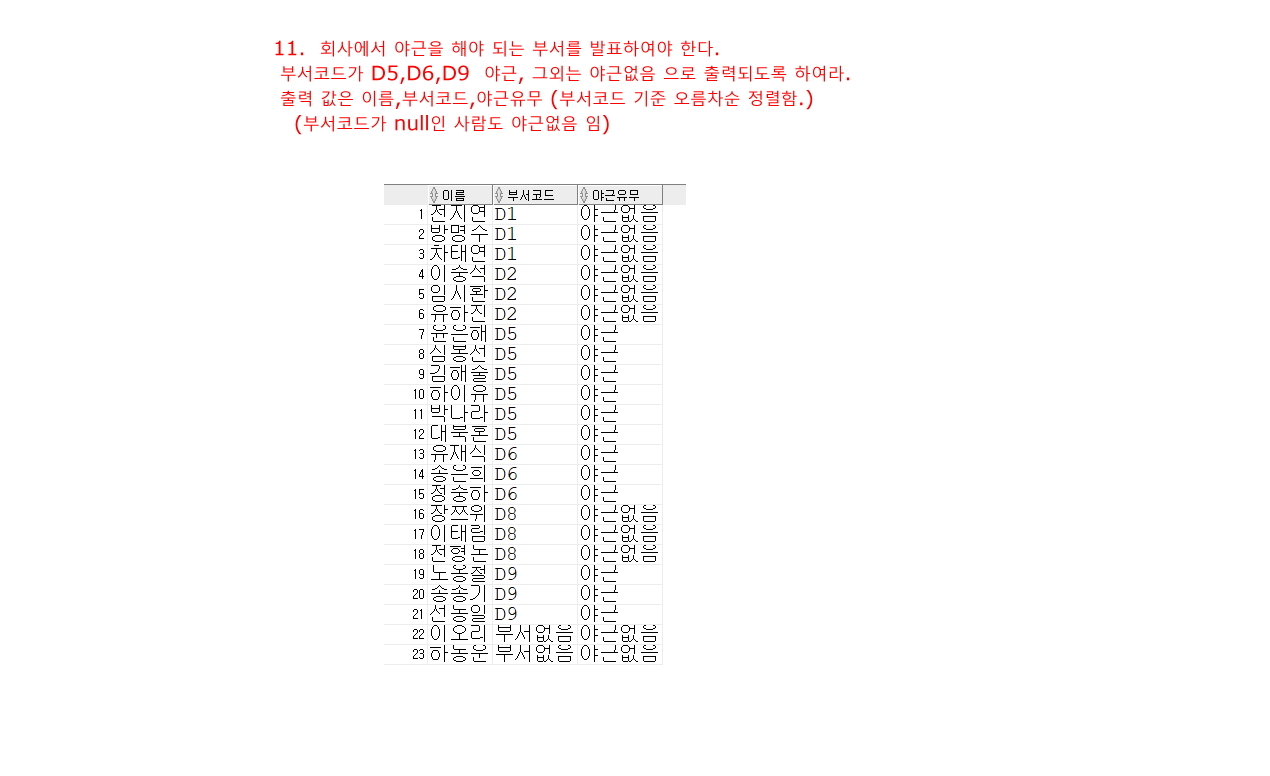 11. 회사에서 야근을 해야 되는 부서를 발표하여야 한다.
부서코드가 D5,D6,D9 야근, 그외는 야근없음 으로 출력되도록 하여라.
출력 값은 이름,부서코드,야근유무 (부서코드 기준 오름차순 정렬함.)
(부서코드가 null인 사람도 야근없음 임)
이름 부서코드 야근유무
1 전지연 D1 야근없음
2 방명수 D1 야근없음
3 차태연 D1 야근없음
4 이중석 D2 야근없음
5 임시환 D2 야근없음
6 유하진 D2 야근없음
7 윤은해 D5 야근
8 심봉선 D5 야근
9 김해술 D5 야근
10 하이유 D5 야근
11 박나라 D5 야근
12 대북혼 D5 야근
13 유재식 D6 야근
14 송은희 D6 야근
15 정중하 D6 야근
16 장쯔위 D8 야근없음
17 이태림 D8 야근없음
18 전형돈 D8 야근없음
19 노옹철 D9 야근
20 송종기 D9 야근
21 선동일 D9 야근
22 이오리 부서없음 야근없음
23 하동운 부서없음 야근없음